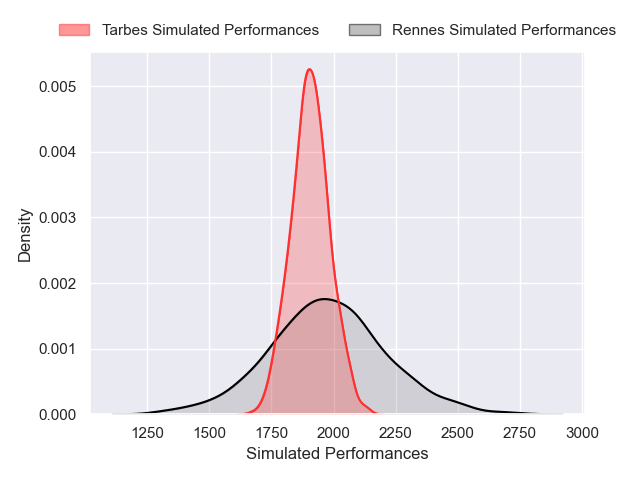 Tarbes Simulated Performances Rennes Simulated Performances
0.005
0.004
0.003
0.002
0.001
0.000
Density
1250 1500 1750 2000 2250 2500 2750 3000
Simulated Performances